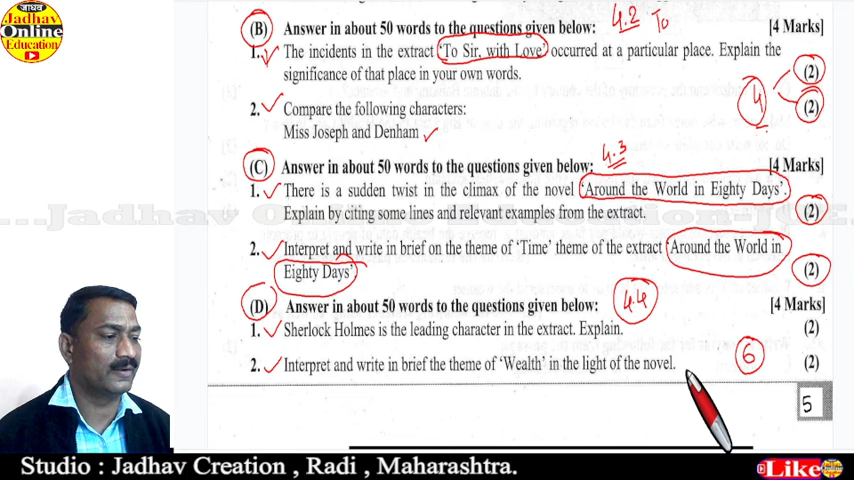 जाधव
Jadhav
Online
Education
(B) Answer in about 50 words to the questions given below: 4.2 To [4 Marks]
1. The incidents in the extract 'To Sir, with Love' occurred at a particular place. Explain the (2)
significance of that place in your own words. 4
2. Compare the following characters: (2)
Miss Joseph and Denham
4.3
(C) Answer in about 50 words to the questions given below: [4 Marks]
1. There is a sudden twist in the climax of the novel 'Around the World in Eighty Days'.
Explain by citing some lines and relevant examples from the extract. (2)
2. Interpret and write in brief on the theme of 'Time' theme of the extract 'Around the World in
Eighty Days' (2)
(D) Answer in about 50 words to the questions given below: 4.4 [4 Marks]
1. Sherlock Holmes is the leading character in the extract. Explain. (2)
2. Interpret and write in brief the theme of 'Wealth' in the light of the novel. 6 (2)
5
Studio : Jadhav Creation , Radi , Maharashtra.
Like